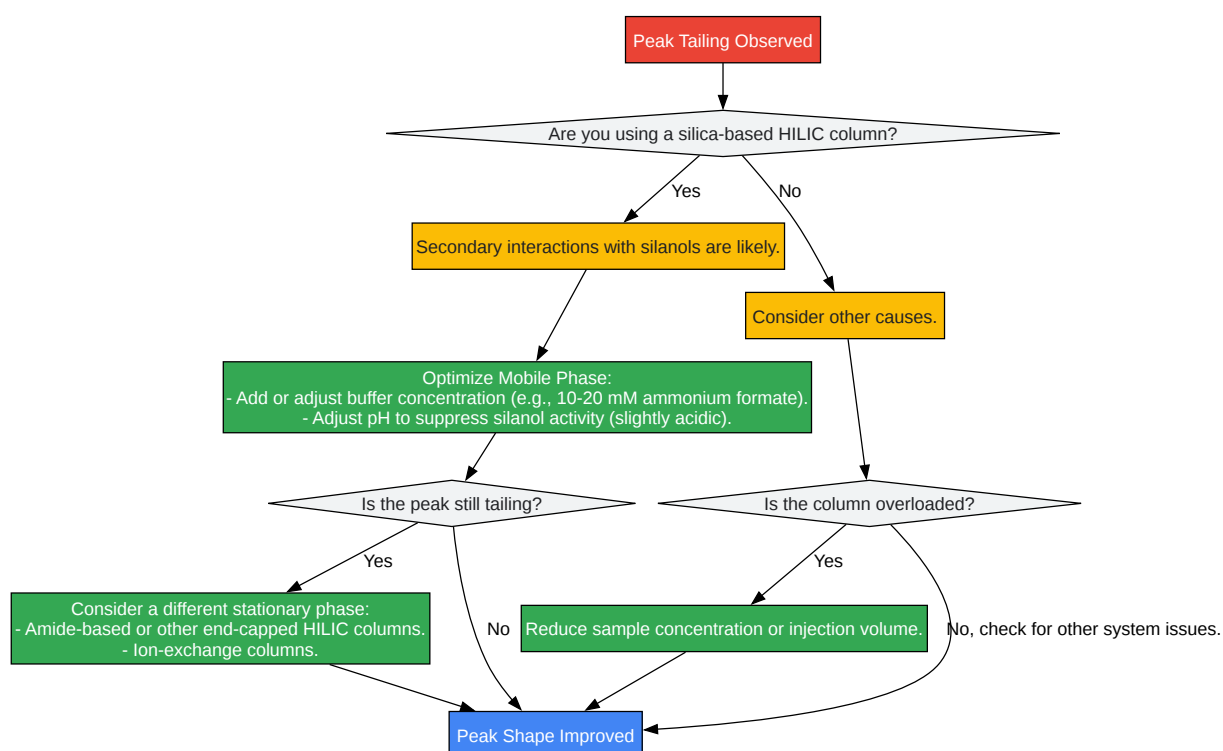 Peak Tailing Observed
Are you using a silica-based HILIC column?
Yes
No
Secondary interactions with silanols are likely.
Consider other causes.
Optimize Mobile Phase:
- Add or adjust buffer concentration (e.g., 10-20 mM ammonium formate).
- Adjust pH to suppress silanol activity (slightly acidic).
Is the peak still tailing?
Is the column overloaded?
Yes
Yes
Consider a different stationary phase:
- Amide-based or other end-capped HILIC columns.
- Ion-exchange columns.
No
Reduce sample concentration or injection volume.
No, check for other system issues.
Peak Shape Improved